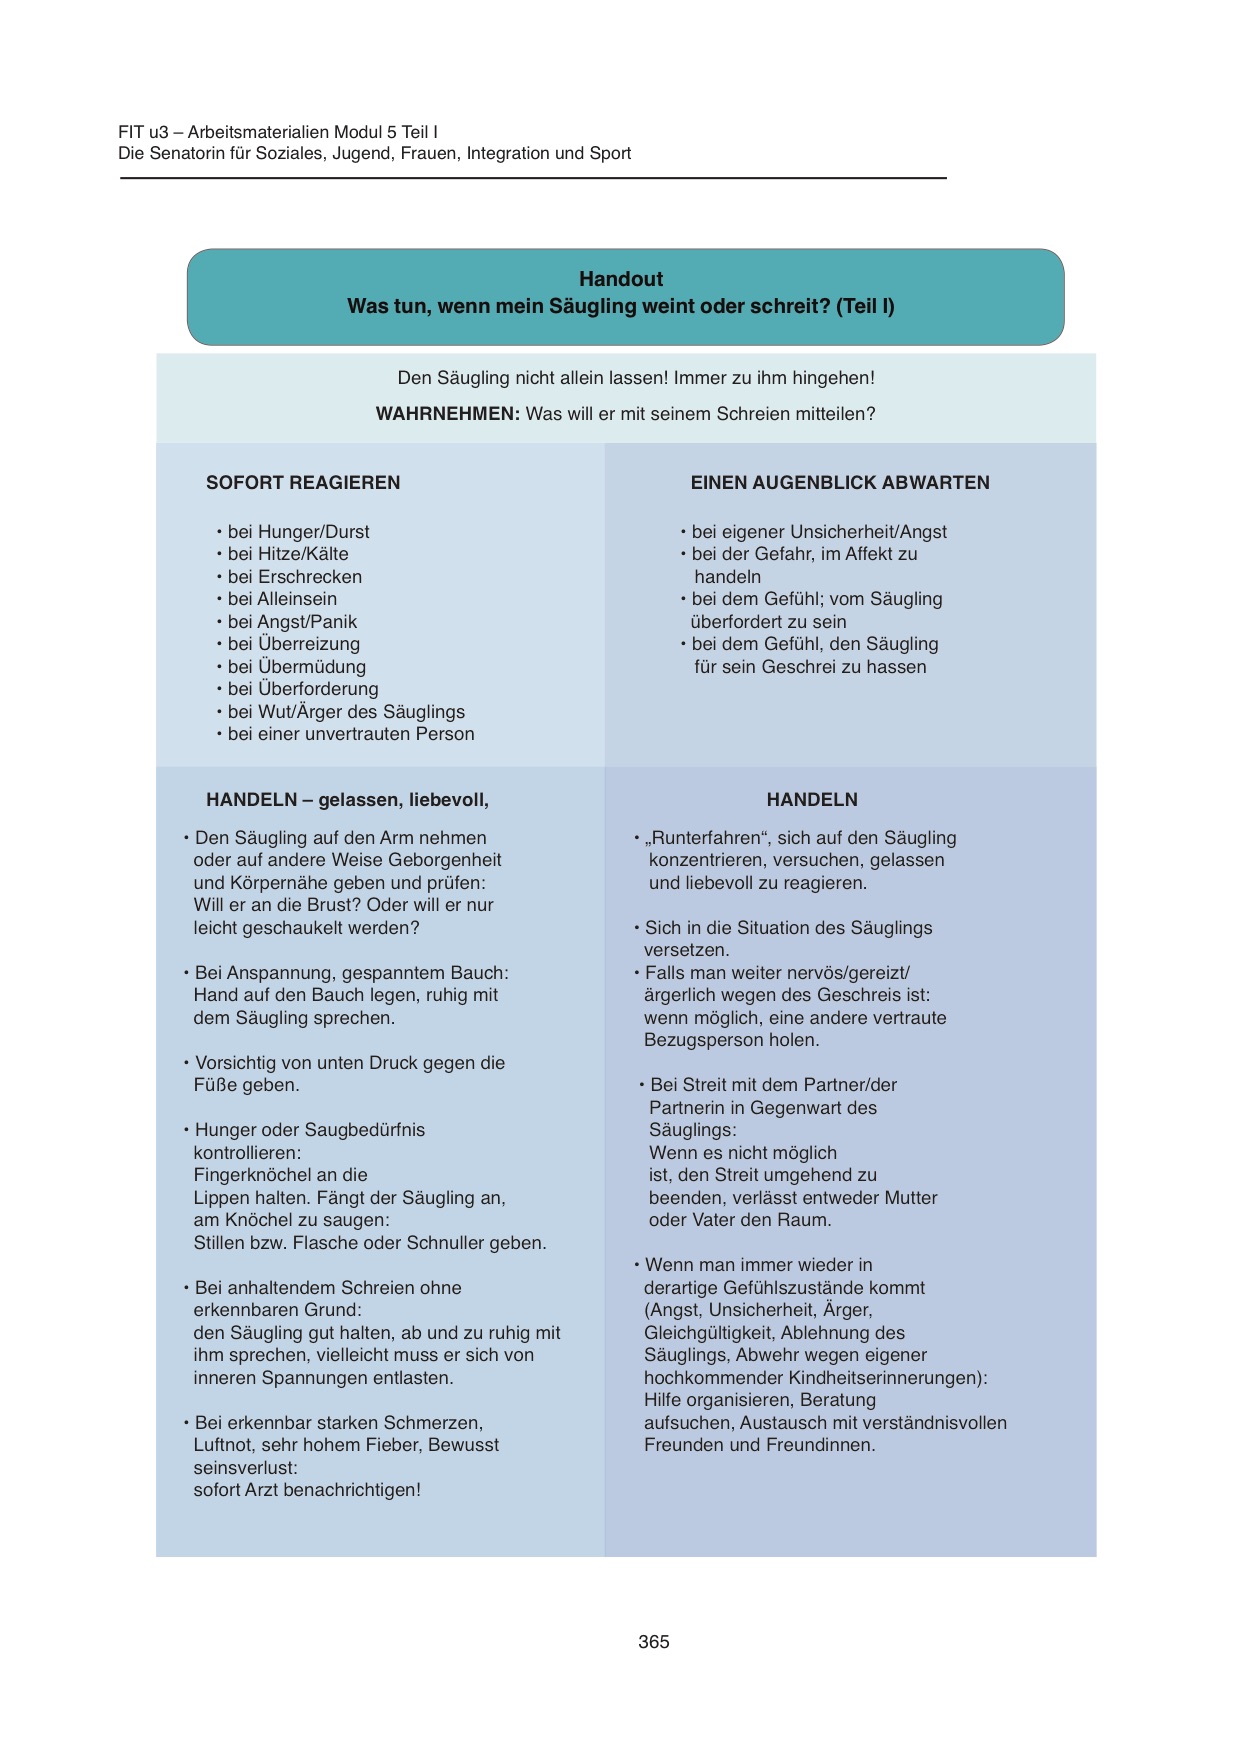 FIT u3 – Arbeitsmaterialien Modul 5 Teil I
Die Senatorin für Soziales, Jugend, Frauen, Integration und Sport
Handout
Was tun, wenn mein Säugling weint oder schreit? (Teil I)
Den Säugling nicht allein lassen! Immer zu ihm hingehen!
WAHRNEHMEN: Was will er mit seinem Schreien mitteilen?
SOFORT REAGIEREN
• bei Hunger/Durst
• bei Hitze/Kälte
• bei Erschrecken
• bei Alleinsein
• bei Angst/Panik
• bei Überreizung
• bei Übermüdung
• bei Überforderung
• bei Wut/Ärger des Säuglings
• bei einer unvertrauten Person
EINEN AUGENBLICK ABWARTEN
• bei eigener Unsicherheit/Angst
• bei der Gefahr, im Affekt zu
handeln
• bei dem Gefühl; vom Säugling
überfordert zu sein
• bei dem Gefühl, den Säugling
für sein Geschrei zu hassen
HANDELN – gelassen, liebevoll,
• Den Säugling auf den Arm nehmen
oder auf andere Weise Geborgenheit
und Körpernähe geben und prüfen:
Will er an die Brust? Oder will er nur
leicht geschaukelt werden?
• Bei Anspannung, gespanntem Bauch:
Hand auf den Bauch legen, ruhig mit
dem Säugling sprechen.
• Vorsichtig von unten Druck gegen die
Füße geben.
• Hunger oder Saugbedürfnis
kontrollieren:
Fingerknöchel an die
Lippen halten. Fängt der Säugling an,
am Knöchel zu saugen:
Stillen bzw. Flasche oder Schnuller geben.
• Bei anhaltendem Schreien ohne
erkennbaren Grund:
den Säugling gut halten, ab und zu ruhig mit
ihm sprechen, vielleicht muss er sich von
inneren Spannungen entlasten.
• Bei erkennbar starken Schmerzen,
Luftnot, sehr hohem Fieber, Bewusst
seinsverlust:
sofort Arzt benachrichtigen!
HANDELN
• „Runterfahren“, sich auf den Säugling
konzentrieren, versuchen, gelassen
und liebevoll zu reagieren.
• Sich in die Situation des Säuglings
versetzen.
• Falls man weiter nervös/gereizt/
ärgerlich wegen des Geschreis ist:
wenn möglich, eine andere vertraute
Bezugsperson holen.
• Bei Streit mit dem Partner/der
Partnerin in Gegenwart des
Säuglings:
Wenn es nicht möglich
ist, den Streit umgehend zu
beenden, verlässt entweder Mutter
oder Vater den Raum.
• Wenn man immer wieder in
derartige Gefühlszustände kommt
(Angst, Unsicherheit, Ärger,
Gleichgültigkeit, Ablehnung des
Säuglings, Abwehr wegen eigener
hochkommender Kindheitserinnerungen):
Hilfe organisieren, Beratung
aufsuchen, Austausch mit verständnisvollen
Freunden und Freundinnen.
365